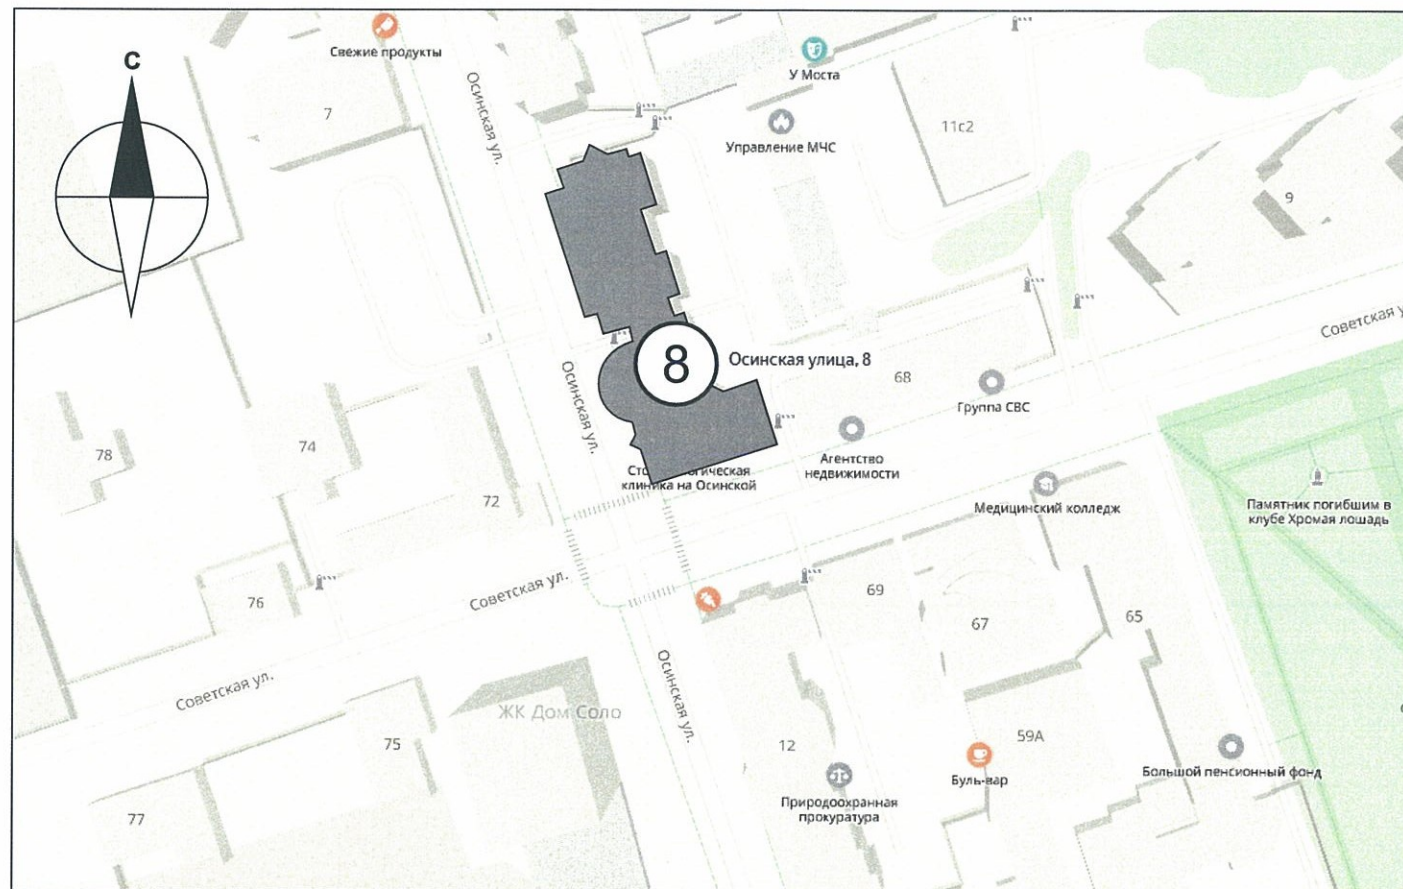 С
Свежие продукты
7
Осинская ул.
У Моста
Управление МЧС
11с2
9
Советская у
8
Осинская улица, 8
68
Группа СВС
Осинская ул.
78
74
72
Агентство
недвижимости
клиника на Осинской
Медицинский колледж
Памятник погибшим в
клубе Хромая лошадь
76
Советская ул.
69
67
65
Советская ул.
Осинская ул.
ЖК Дом Соло
75
12
59А
Буль-вар
Большой пенсионный фонд
Природоохранная
прокуратура
77